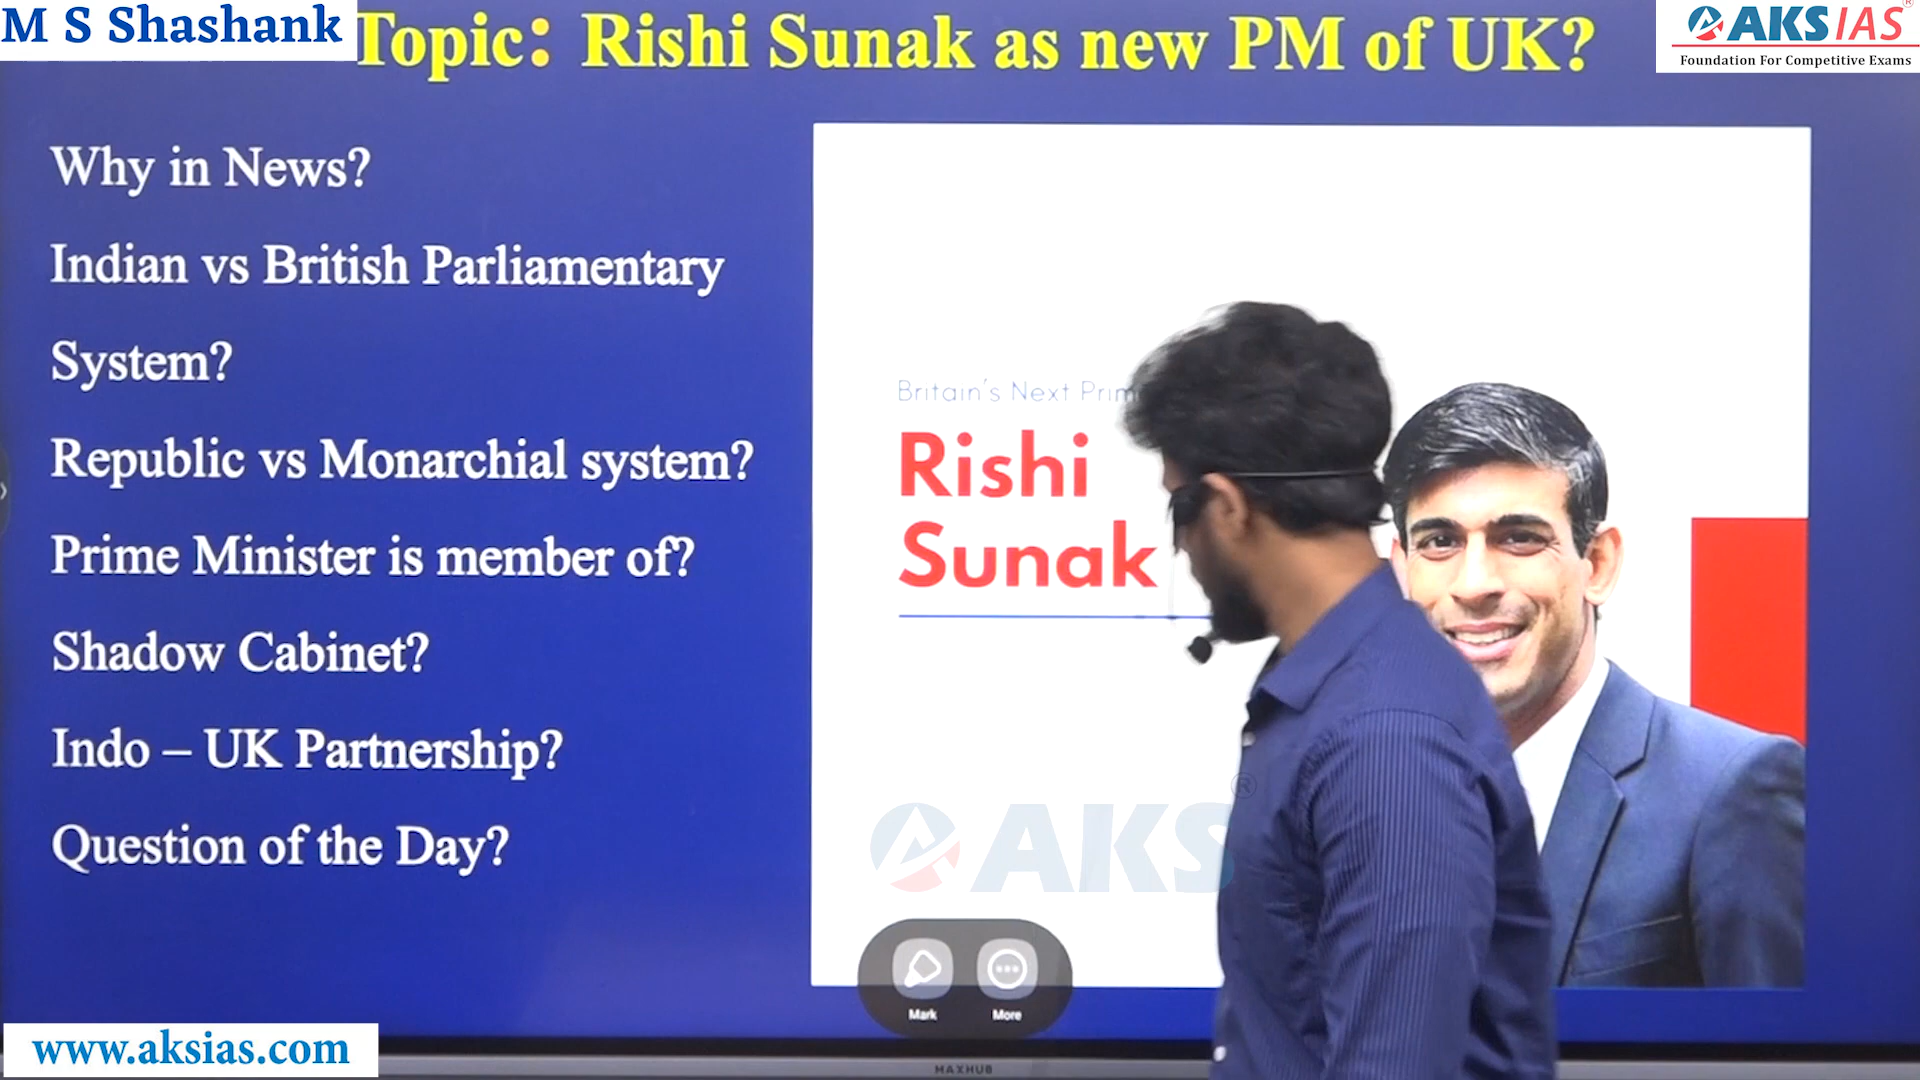 M S Shashank
Topic: Rishi Sunak as new PM of UK?
AKS IAS®
Foundation For Competitive Exams
Why in News?
Indian vs British Parliamentary
System?
Republic vs Monarchial system?
Prime Minister is member of?
Shadow Cabinet?
Indo – UK Partnership?
Question of the Day?
Britain's Next Prim
Rishi
Sunak
AKS ®
Mark
More
www.aksias.com
MAXHUB